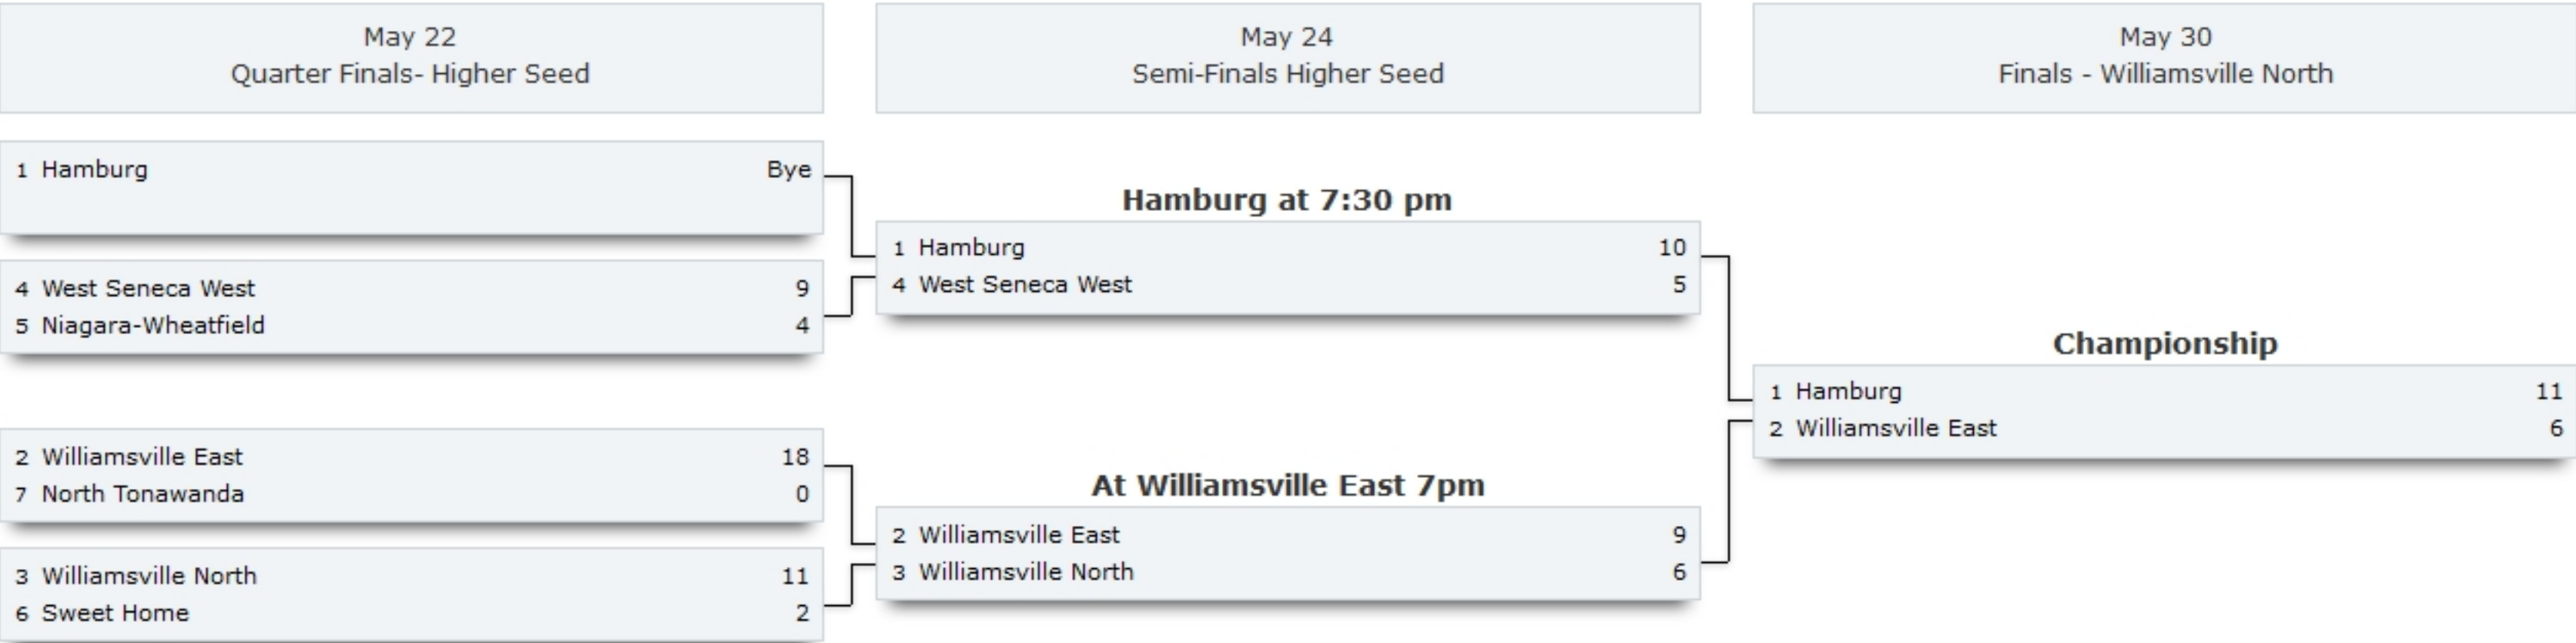 May 22
Quarter Finals- Higher Seed
May 24
Semi-Finals Higher Seed
May 30
Finals - Williamsville North
1 Hamburg Bye
4 West Seneca West 9
5 Niagara-Wheatfield 4
2 Williamsville East 18
7 North Tonawanda 0
3 Williamsville North 11
6 Sweet Home 2
Hamburg at 7:30 pm
1 Hamburg 10
4 West Seneca West 5
At Williamsville East 7pm
2 Williamsville East 9
3 Williamsville North 6
Championship
1 Hamburg 11
2 Williamsville East 6